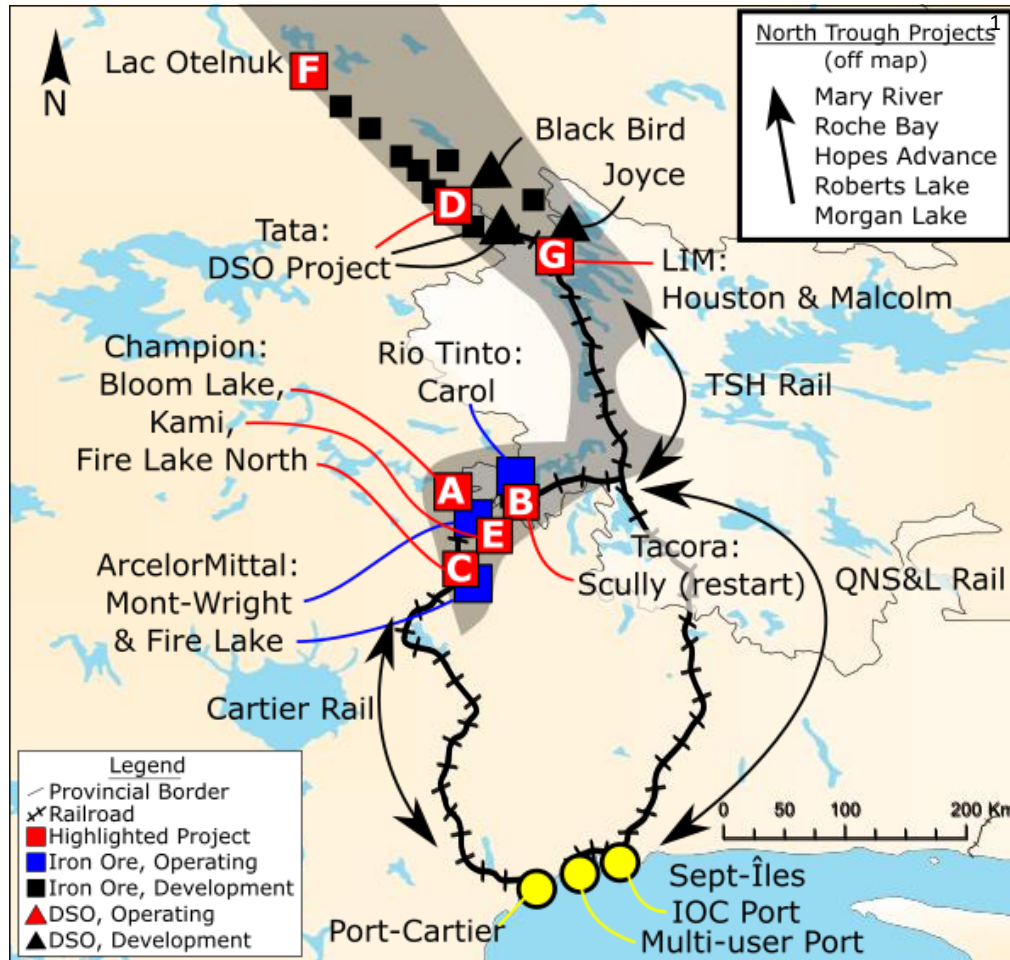 1
North Trough Projects
(off map)
Mary River
Roche Bay
Hopes Advance
Roberts Lake
Morgan Lake
N
Lac Otelnuk
F
Black Bird
Joyce
D
Tata:
DSO Project
G
LIM:
Houston & Malcolm
Champion:
Bloom Lake,
Kami,
Fire Lake North
Rio Tinto:
Carol
TSH Rail
A
B
E
C
Tacora:
Scully (restart)
QNS&L Rail
ArcelorMittal:
Mont-Wright
& Fire Lake
Cartier Rail
Legend
Provincial Border
Railroad
Highlighted Project
Iron Ore, Operating
Iron Ore, Development
DSO, Operating
DSO, Development
0 50 100 200 Km
Sept-Îles
IOC Port
Multi-user Port
Port-Cartier